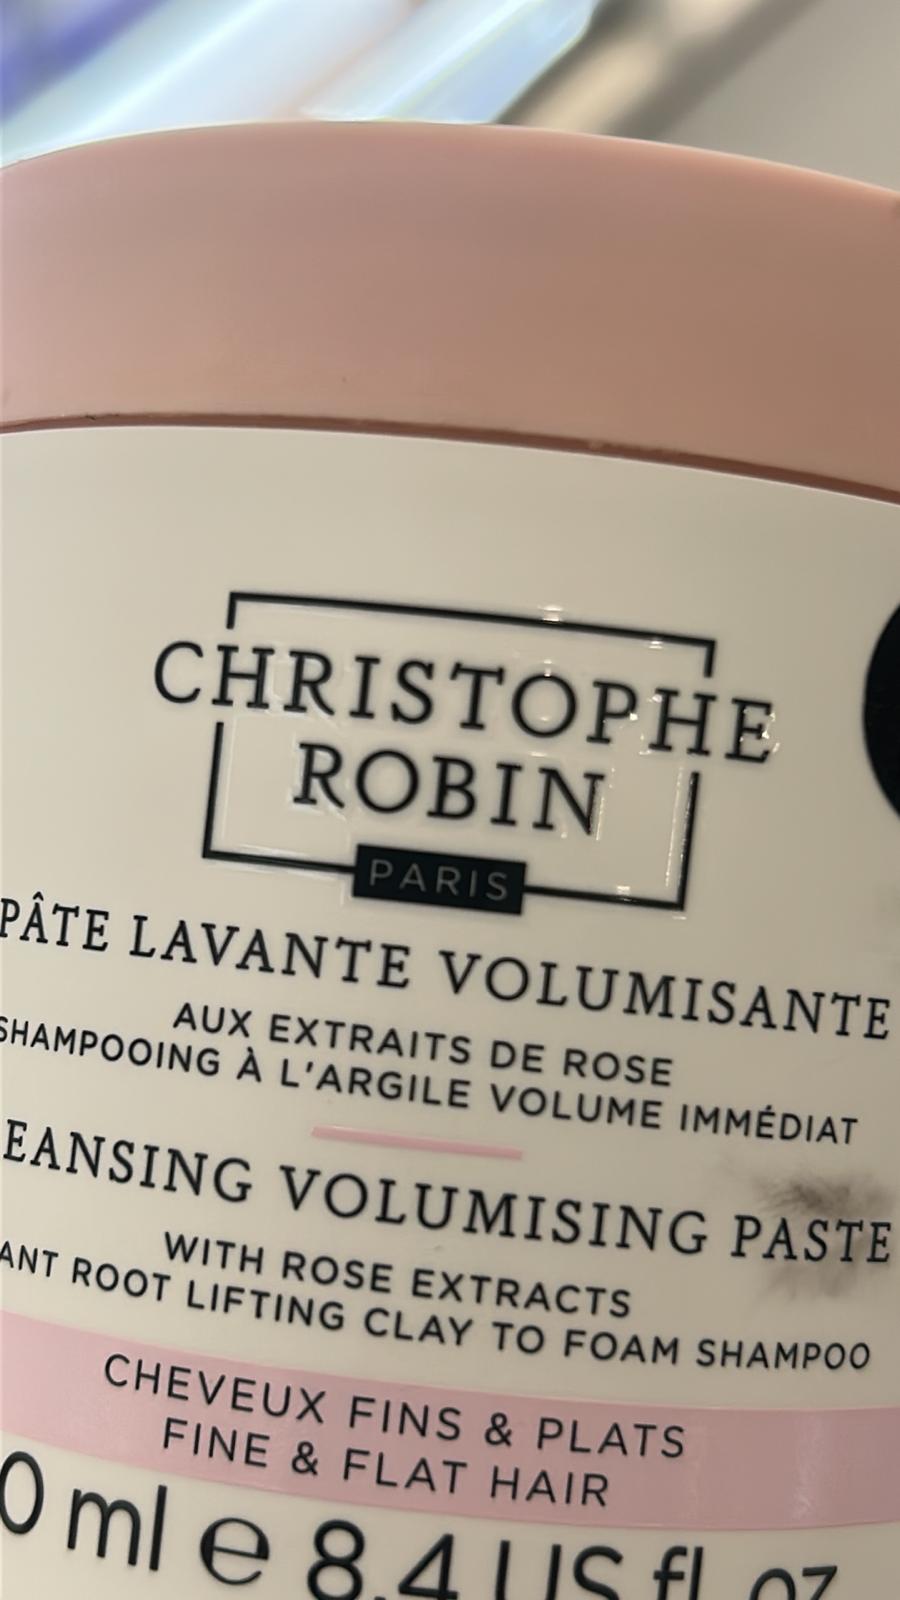 CHRISTOPHE
ROBIN
PARIS
PÂTE LAVANTE VOLUMISANTE
AUX EXTRAITS DE ROSE
SHAMPOOING À L'ARGILE VOLUME IMMÉDIAT
EANSING VOLUMISING PASTE
WITH ROSE EXTRACTS
ANT ROOT LIFTING CLAY TO FOAM SHAMPOO
CHEVEUX FINS & PLATS
FINE & FLAT HAIR
0 ml ℮ 8.4 US fl. oz